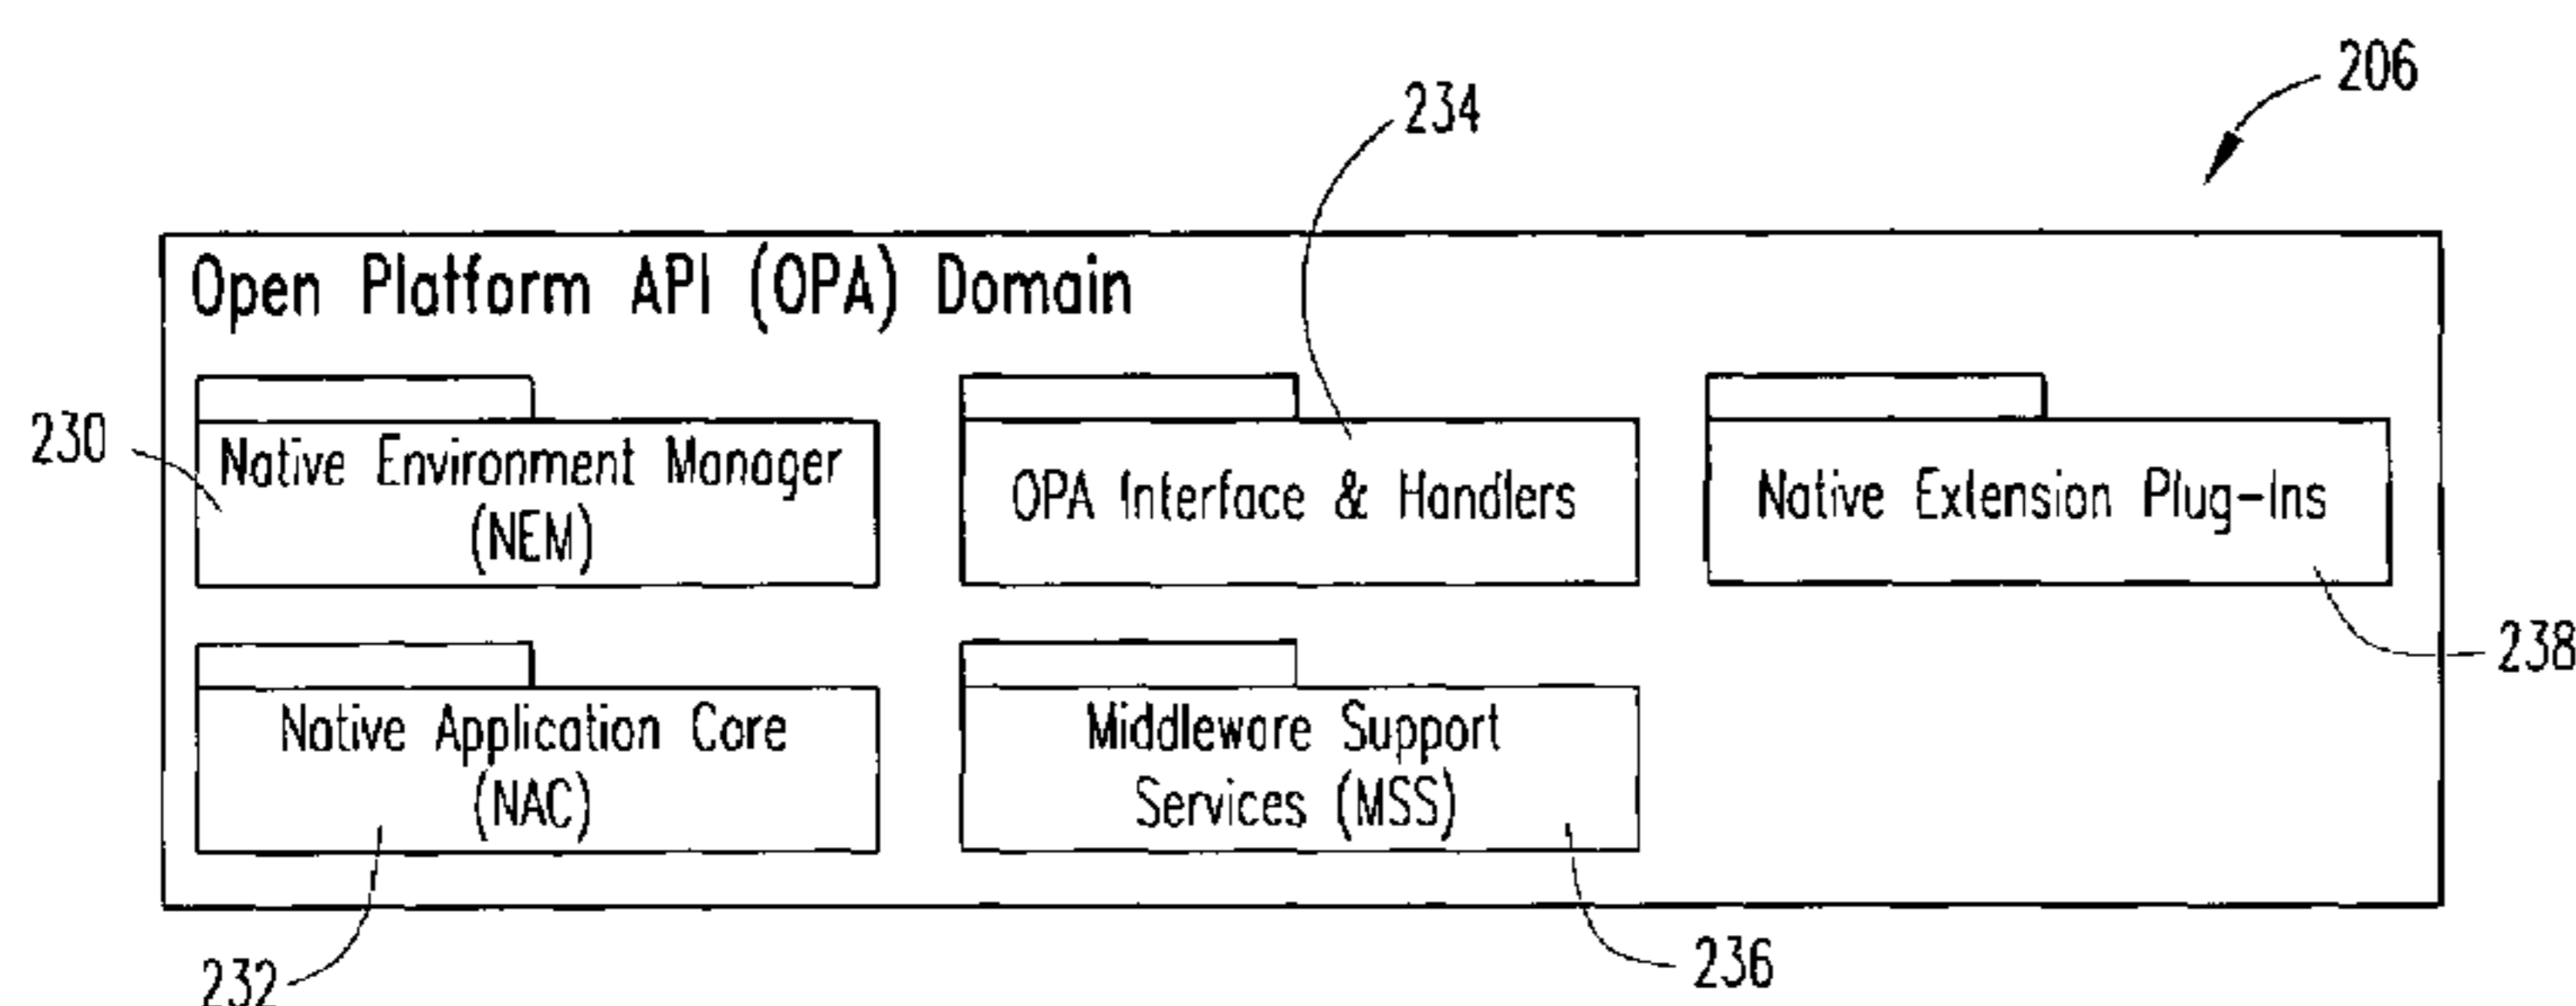 206
234
Open Platform API (OPA) Domain
230
Native Environment Manager
(NEM)
OPA Interface & Handlers
Native Extension Plug-Ins
238
Native Application Core
(NAC)
Middleware Support
Services (MSS)
232
236